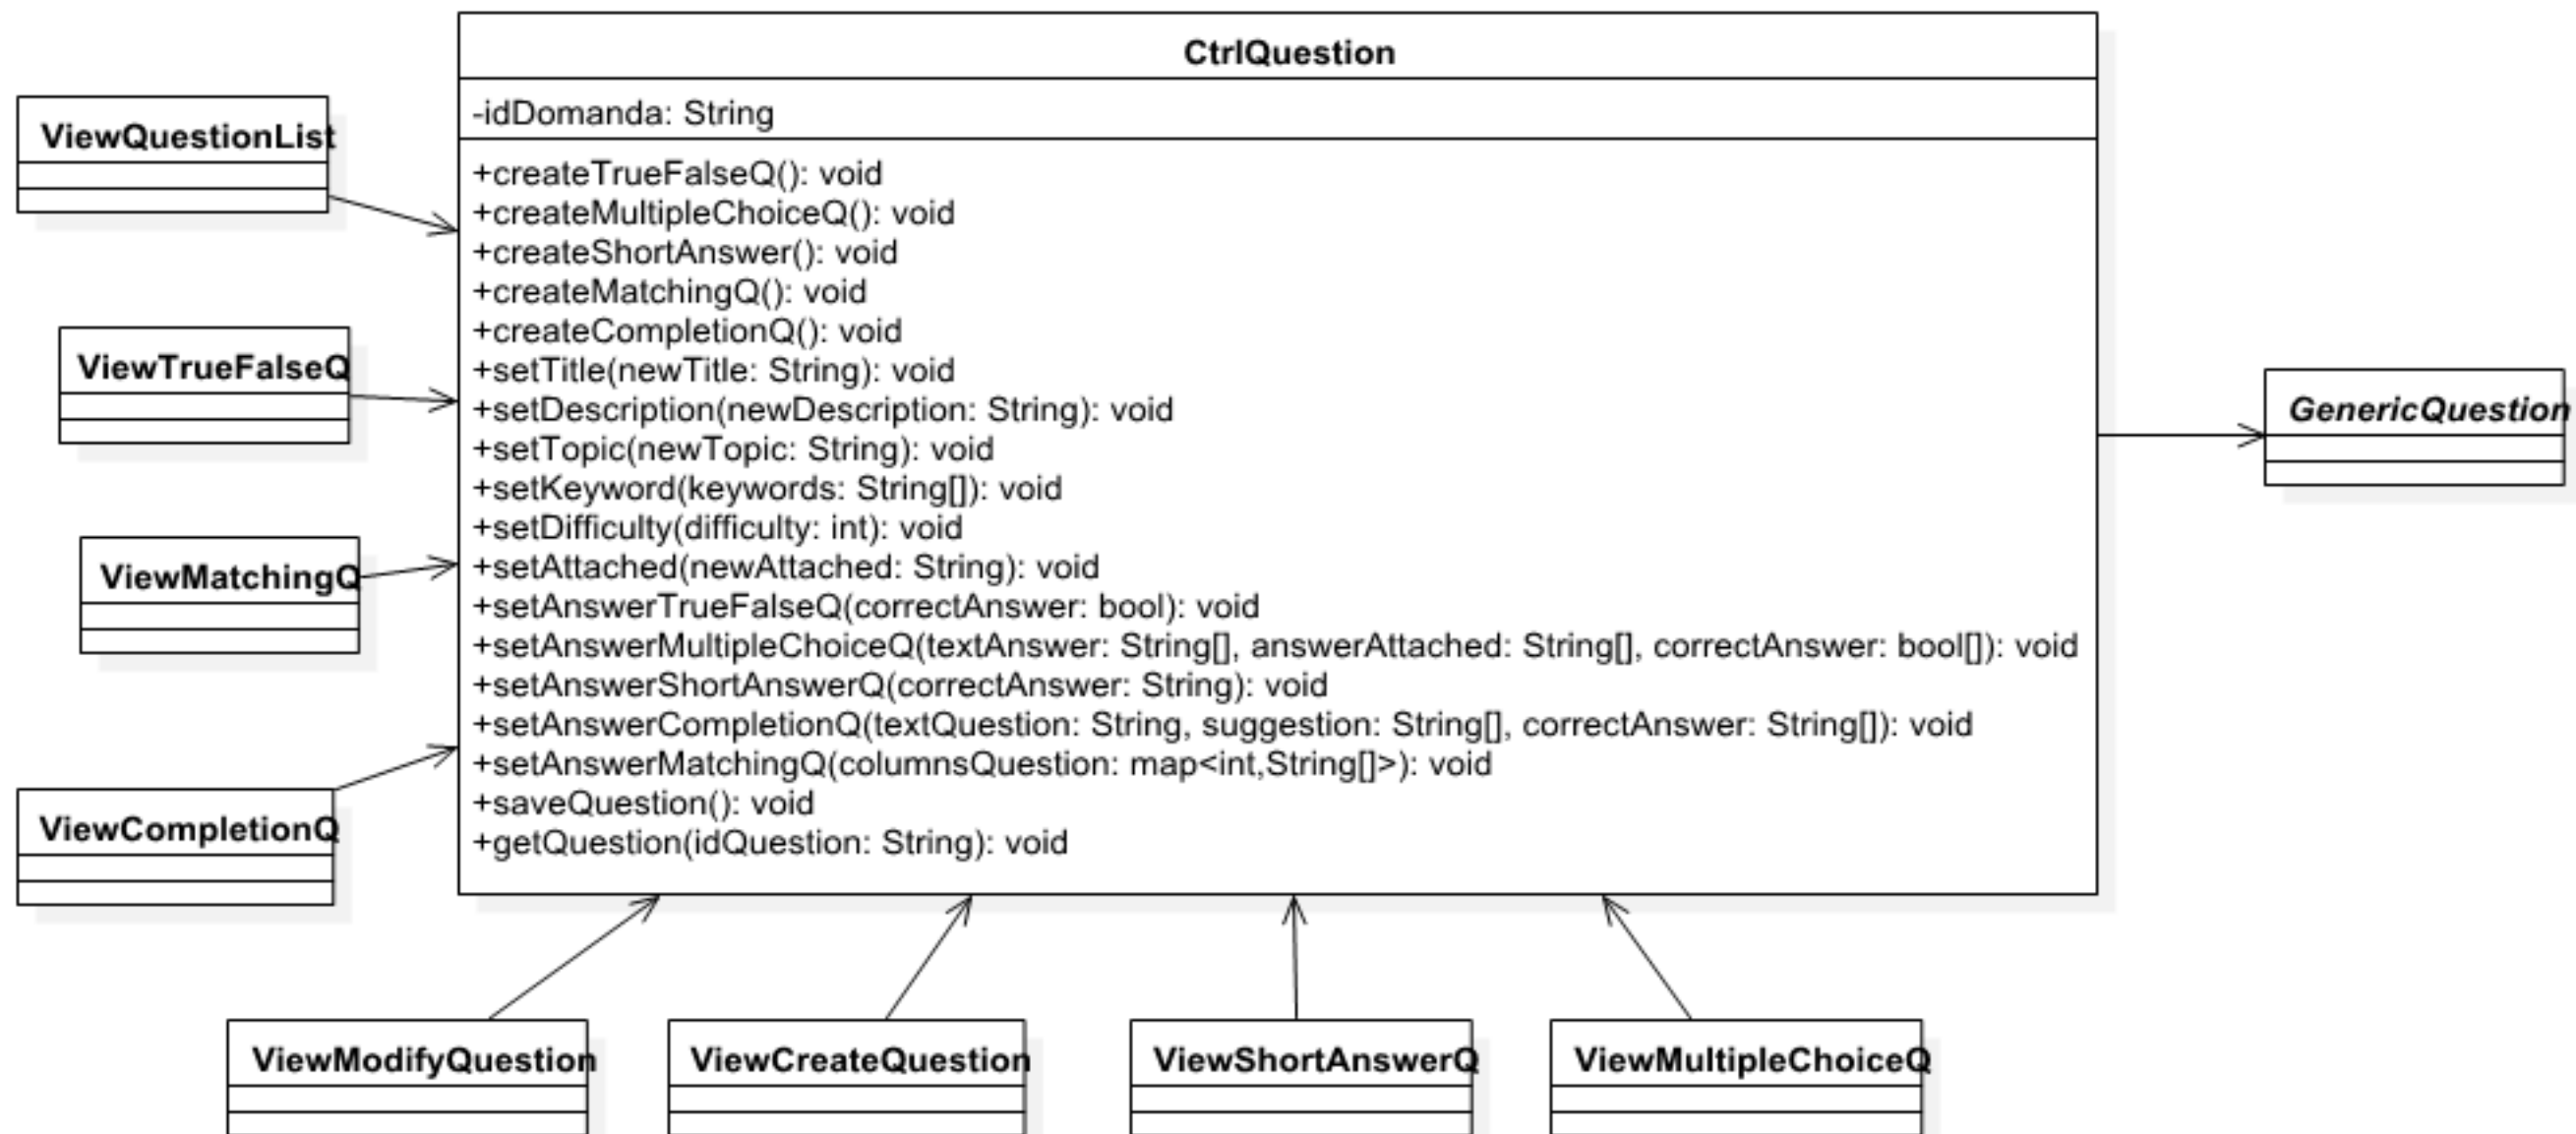 CtrlQuestion
-idDomanda: String
+createTrueFalseQ(): void
+createMultipleChoiceQ(): void
+createShortAnswer(): void
+createMatchingQ(): void
+createCompletionQ(): void
+setTitle(newTitle: String): void
+setDescription(newDescription: String): void
+setTopic(newTopic: String): void
+setKeyword(keywords: String[]): void
+setDifficulty(difficulty: int): void
+setAttached(newAttached: String): void
+setAnswerTrueFalseQ(correctAnswer: bool): void
+setAnswerMultipleChoiceQ(textAnswer: String[], answerAttached: String[], correctAnswer: bool[]): void
+setAnswerShortAnswerQ(correctAnswer: String): void
+setAnswerCompletionQ(textQuestion: String, suggestion: String[], correctAnswer: String[]): void
+setAnswerMatchingQ(columnsQuestion: map<int,String[]>): void
+saveQuestion(): void
+getQuestion(idQuestion: String): void
ViewQuestionList
ViewTrueFalseQ
ViewMatchingQ
ViewCompletionQ
GenericQuestion
ViewModifyQuestion
ViewCreateQuestion
ViewShortAnswerQ
ViewMultipleChoiceQ